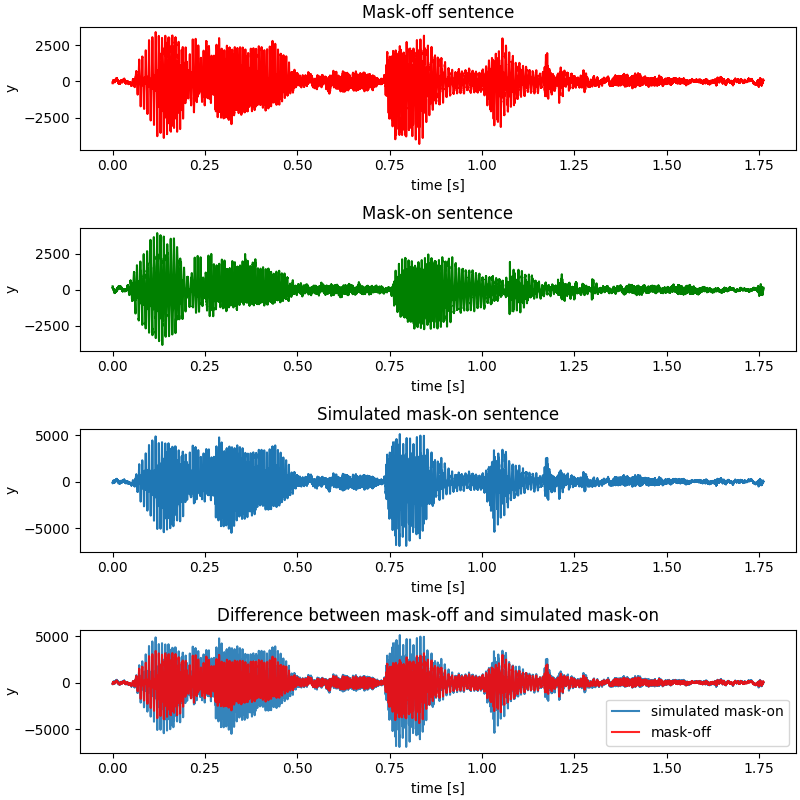 Mask-off sentence
2500
0
−2500
y
0.00 0.25 0.50 0.75 1.00 1.25 1.50 1.75
time [s]
Mask-on sentence
2500
0
−2500
y
0.00 0.25 0.50 0.75 1.00 1.25 1.50 1.75
time [s]
Simulated mask-on sentence
5000
0
−5000
y
0.00 0.25 0.50 0.75 1.00 1.25 1.50 1.75
time [s]
Difference between mask-off and simulated mask-on
5000
0
−5000
y
simulated mask-on
mask-off
0.00 0.25 0.50 0.75 1.00 1.25 1.50 1.75
time [s]